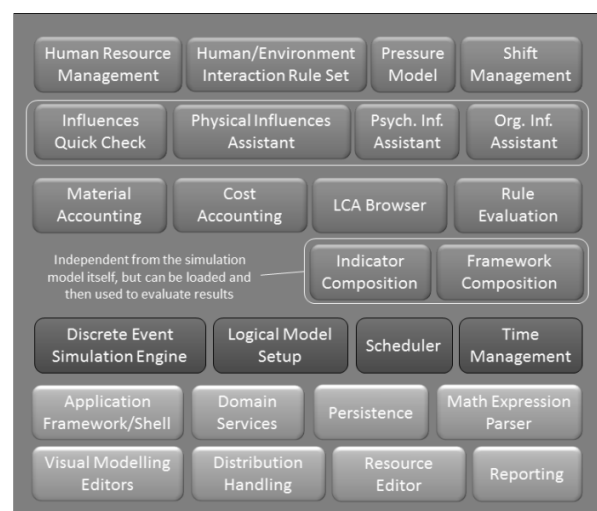 Human Resource
Management
Human/Environment
Interaction Rule Set
Pressure
Model
Shift
Management
Influences
Quick Check
Physical Influences
Assistant
Psych. Inf.
Assistant
Org. Inf.
Assistant
Material
Accounting
Cost
Accounting
LCA Browser
Rule
Evaluation
Independent from the simulation
model itself, but can be loaded and
then used to evaluate results
Indicator
Composition
Framework
Composition
Discrete Event
Simulation Engine
Logical Model
Setup
Scheduler
Time
Management
Application
Framework/Shell
Domain
Services
Persistence
Math Expression
Parser
Visual Modelling
Editors
Distribution
Handling
Resource
Editor
Reporting